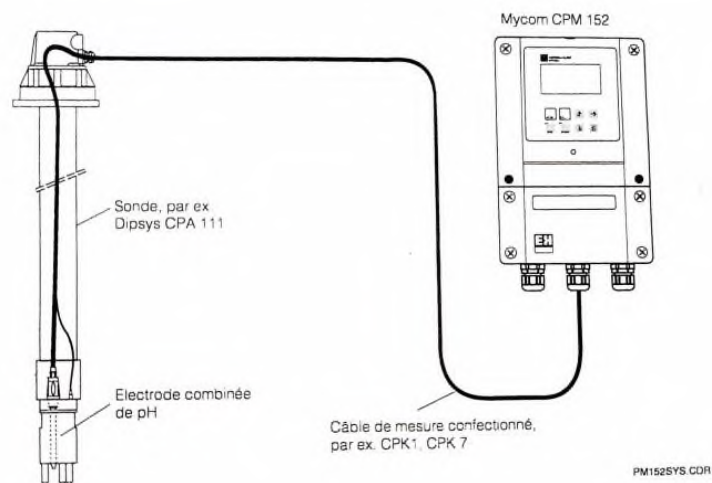 Mycom CPM 152
Sonde, par ex
Dipsys CPA 111
Electrode combinée
de pH
Câble de mesure confectionné,
par ex. CPK1, CPK 7
PM152SYS.CDR